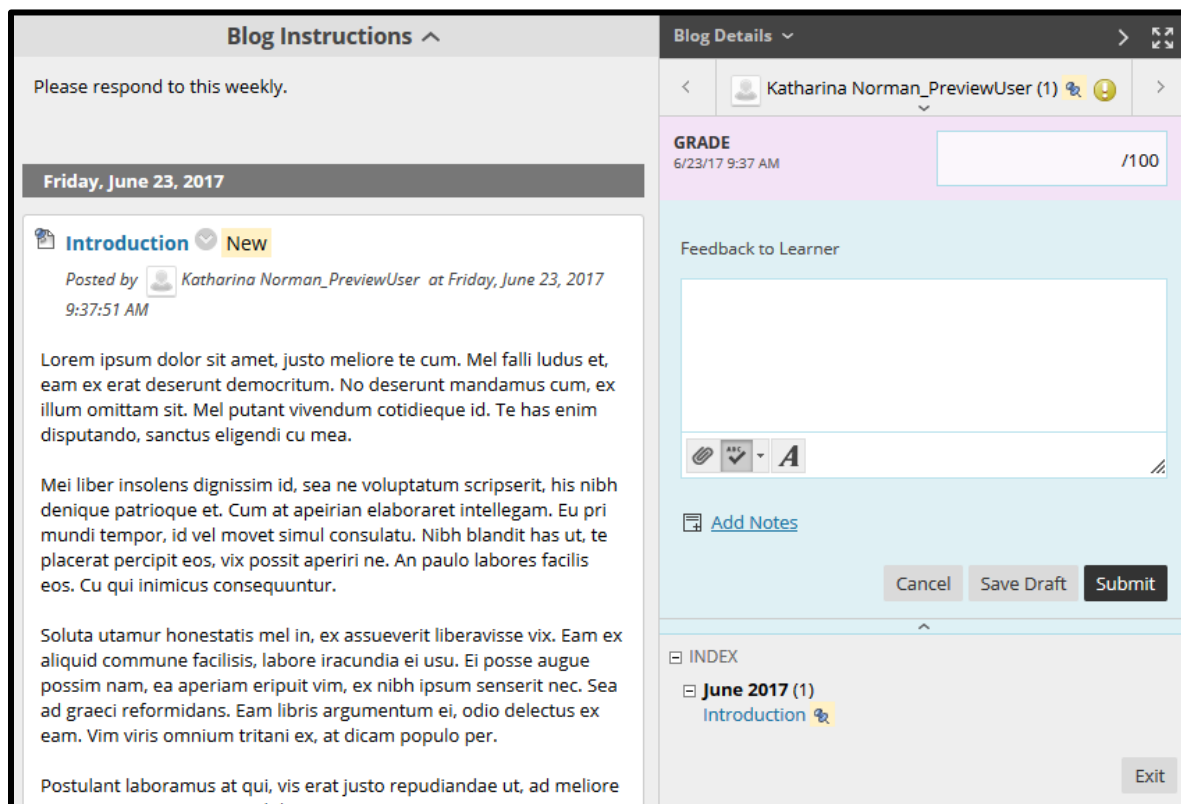 Blog Instructions
Please respond to this weekly.
Friday, June 23, 2017
Introduction New
Posted by Katharina Norman_PreviewUser at Friday, June 23, 2017
9:37:51 AM
Lorem ipsum dolor sit amet, justo meliore te cum. Mel falli ludus et,
eam ex erat deserunt democritum. No deserunt mandamus cum, ex
illum omittam sit. Mel putant vivendum cotidieque id. Te has enim
disputando, sanctus eligendi cu mea.
Mei liber insolens dignissim id, sea ne voluptatum scripserit, his nibh
denique patrioque et. Cum at apeirian elaboraret intellegam. Eu pri
mundi tempor, id vel movet simul consulatu. Nibh blandit has ut, te
placerat percipit eos, vix possit aperiri ne. An paulo labores facilis
eos. Cu qui inimicus consequuntur.
Soluta utamur honestatis mel in, ex assueverit liberavisse vix. Eam ex
aliquid commune facilisis, labore iracundia ei usu. Ei posse augue
possim nam, ea aperiam eripuit vim, ex nibh ipsum senserit nec. Sea
ad graeci reformidans. Eam libris argumentum ei, odio delectus ex
eam. Vim viris omnium tritani ex, at dicam populo per.
Postulant laboramus at qui, vis erat justo repudiandae ut, ad meliore
Blog Details
Katharina Norman_PreviewUser (1)
GRADE
6/23/17 9:37 AM
/100
Feedback to Learner
ABC
A
Add Notes
Cancel Save Draft Submit
INDEX
June 2017 (1)
Introduction
Exit